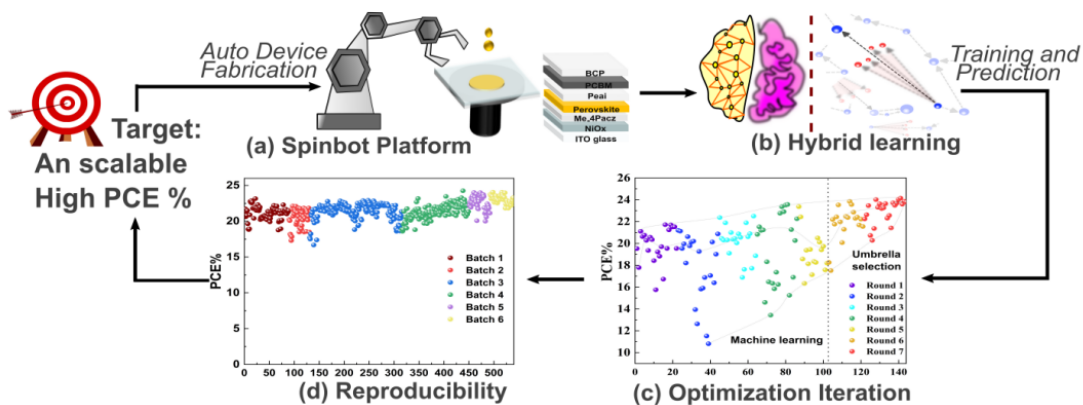 Auto Device
Fabrication
Target:
An scalable
High PCE %
(a) Spinbot Platform
BCP
PCBM
Peai
Perovskite
Me,4Pacz
NiOx
ITO glass
(b) Hybrid learning
Training and
Prediction
PCE%
25
20
15
10
5
0
0 50 100 150 200 250 300 350 400 450 500
Batch 1
Batch 2
Batch 3
Batch 4
Batch 5
Batch 6
(d) Reproducibility
PCE%
26
24
22
20
18
16
14
12
10
0 20 40 60 80 100 120 140
Umbrella
selection
Round 1
Round 2
Round 3
Round 4
Round 5
Round 6
Round 7
Machine learning
(c) Optimization Iteration